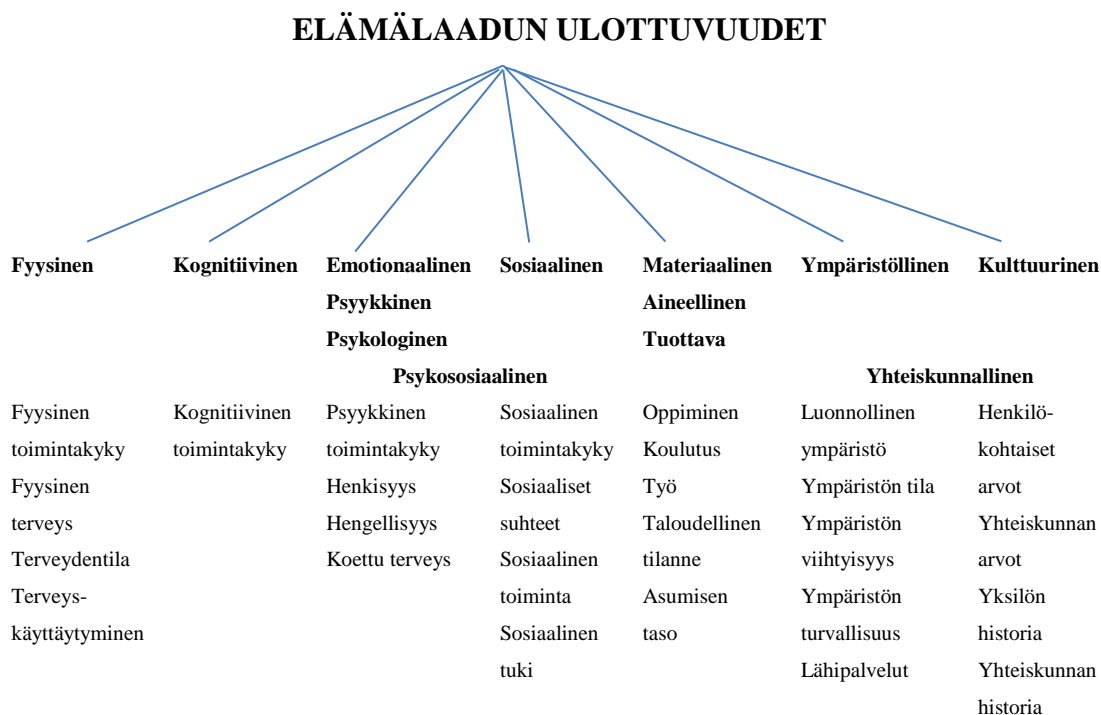 ELÄMÄLAADUN ULOTTUVUUDET
Fyysinen Kognitiivinen Emotionaalinen Sosiaalinen Materiaalinen Ympäristöllinen Kulttuurinen
Psyykkinen Aineellinen
Psykologinen Tuottava
Psykososiaalinen Yhteiskunnallinen
Fyysinen Kognitiivinen Psyykkinen Sosiaalinen Oppiminen Luonnollinen Henkilö-
toimintakyky toimintakyky toimintakyky toimintakyky Koulutus ympäristö kohtaiset
Fyysinen Henkisyys Sosiaaliset Työ Ympäristön tila arvot
terveys Hengellisyys suhteet Taloudellinen Ympäristön Yhteiskunnan
Terveydentila Koettu terveys Sosiaalinen tilanne viihtyisyys arvot
Terveys- toiminta Asumisen Ympäristön Yksilön
käyttäytyminen Sosiaalinen taso turvallisuus historia
tuki Lähipalvelut Yhteiskunnan
historia